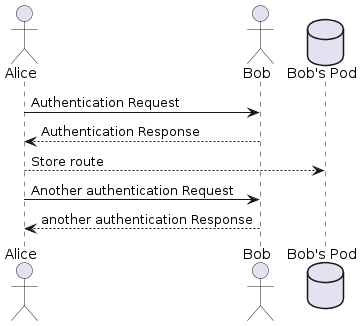 Alice Bob Bob's Pod
Authentication Request
Authentication Response
Store route
Another authentication Request
another authentication Response
Alice Bob Bob's Pod